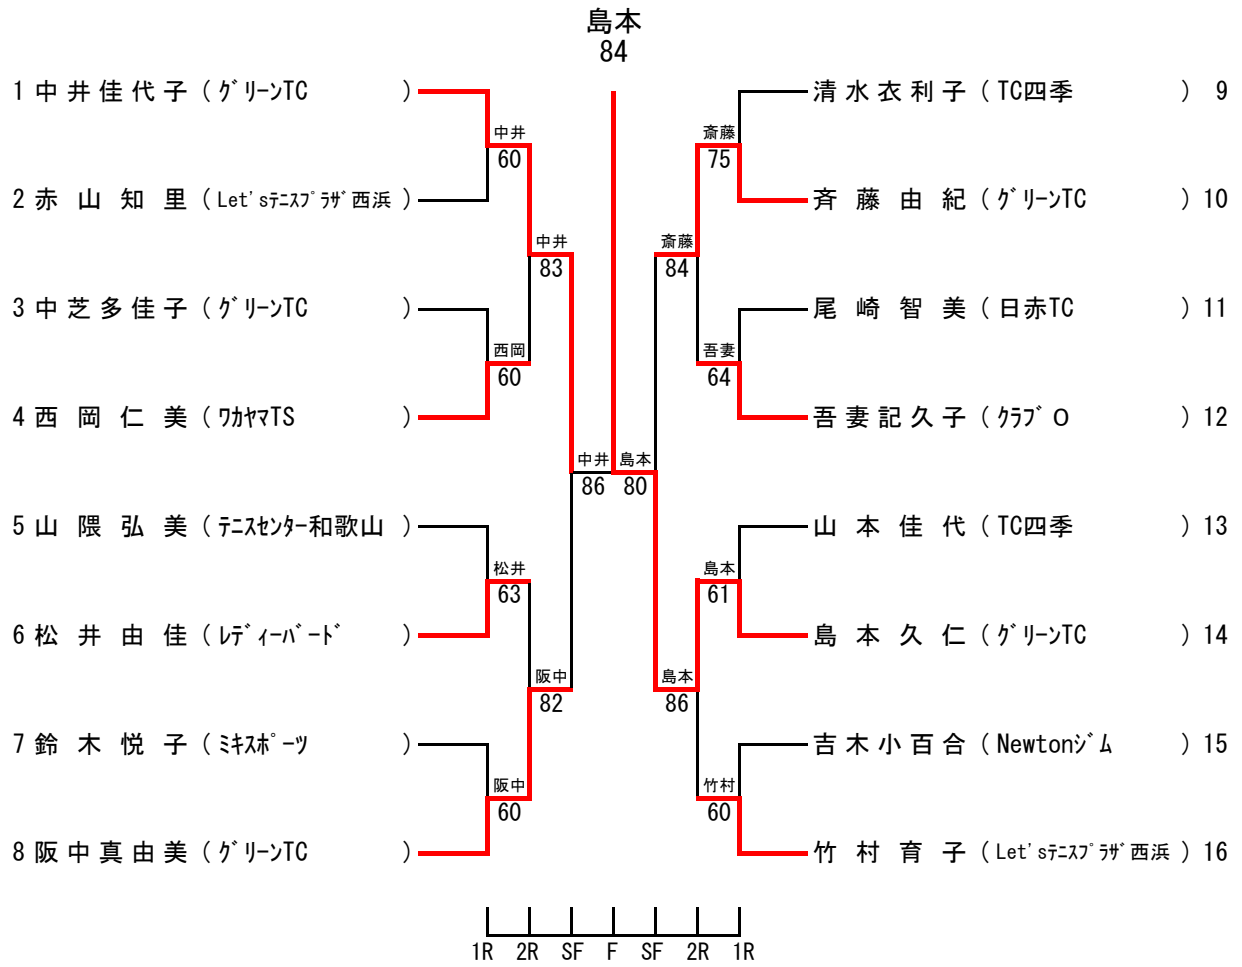 島本
84
1 中井佳代子 (グリーンTC)
清水衣利子 (TC四季) 9
中井
60
斎藤
75
2 赤山知里 (Let'sテニスプラザ西浜)
斉藤由紀 (グリーンTC) 10
中井
83
斎藤
84
3 中芝多佳子 (グリーンTC)
尾崎智美 (日赤TC) 11
西岡
60
吾妻
64
4 西岡仁美 (ワカヤマTS)
吾妻記久子 (クラブO) 12
中井
86
島本
80
5 山隈弘美 (テニスセンター和歌山)
山本佳代 (TC四季) 13
松井
63
島本
61
6 松井由佳 (レディーバード)
島本久仁 (グリーンTC) 14
阪中
82
島本
86
7 鈴木悦子 (ミキスポーツ)
吉木小百合 (Newtonジム) 15
阪中
60
竹村
60
8 阪中真由美 (グリーンTC)
竹村育子 (Let'sテニスプラザ西浜) 16
1R 2R SF F SF 2R 1R